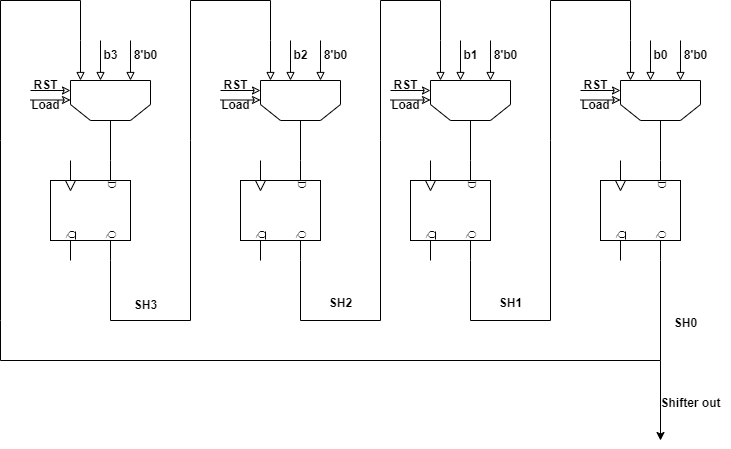 b3 8'b0 b2 8'b0 b1 8'b0 b0 8'b0
RST RST RST RST
Load Load Load Load
D D D D
Q Q Q Q Q Q Q Q
SH3 SH2 SH1
SH0
Shifter out